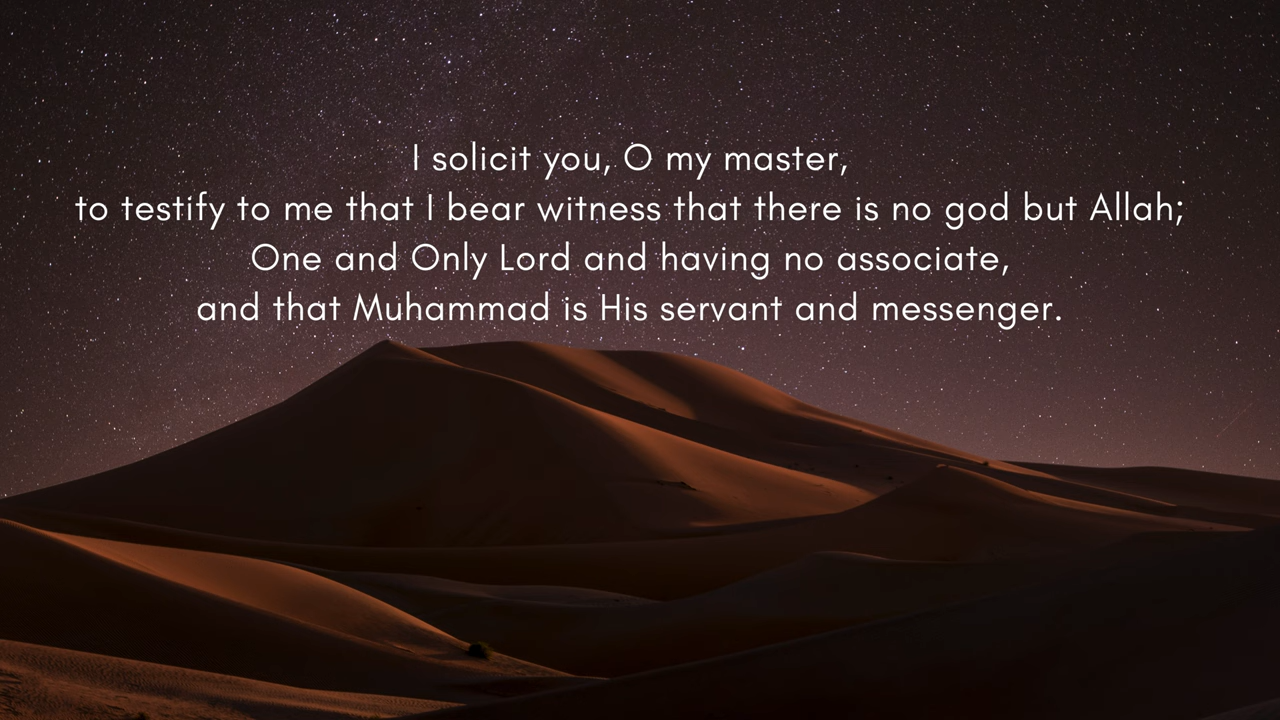 I solicit you, O my master,
to testify to me that I bear witness that there is no god but Allah;
One and Only Lord and having no associate,
and that Muhammad is His servant and messenger.